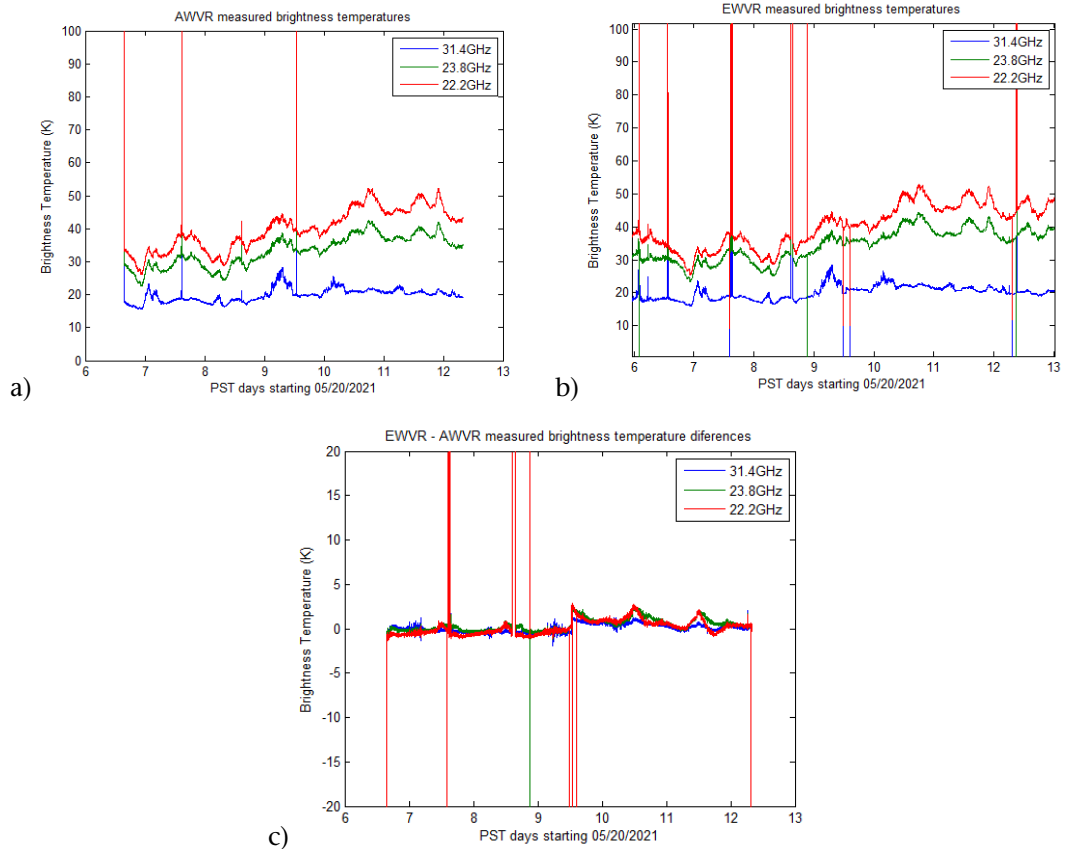 AWVR measured brightness temperatures
100
90
80
70
60
50
40
30
20
10
0
Brightness Temperature (K)
31.4GHz
23.8GHz
22.2GHz
6 7 8 9 10 11 12 13
PST days starting 05/20/2021
a)
EWVR measured brightness temperatures
100
90
80
70
60
50
40
30
20
10
Brightness Temperature (K)
31.4GHz
23.8GHz
22.2GHz
6 7 8 9 10 11 12 13
PST days starting 05/20/2021
b)
EWVR - AWVR measured brightness temperature diferences
20
15
10
5
0
-5
-10
-15
-20
Brightness Temperature (K)
31.4GHz
23.8GHz
22.2GHz
6 7 8 9 10 11 12 13
PST days starting 05/20/2021
c)